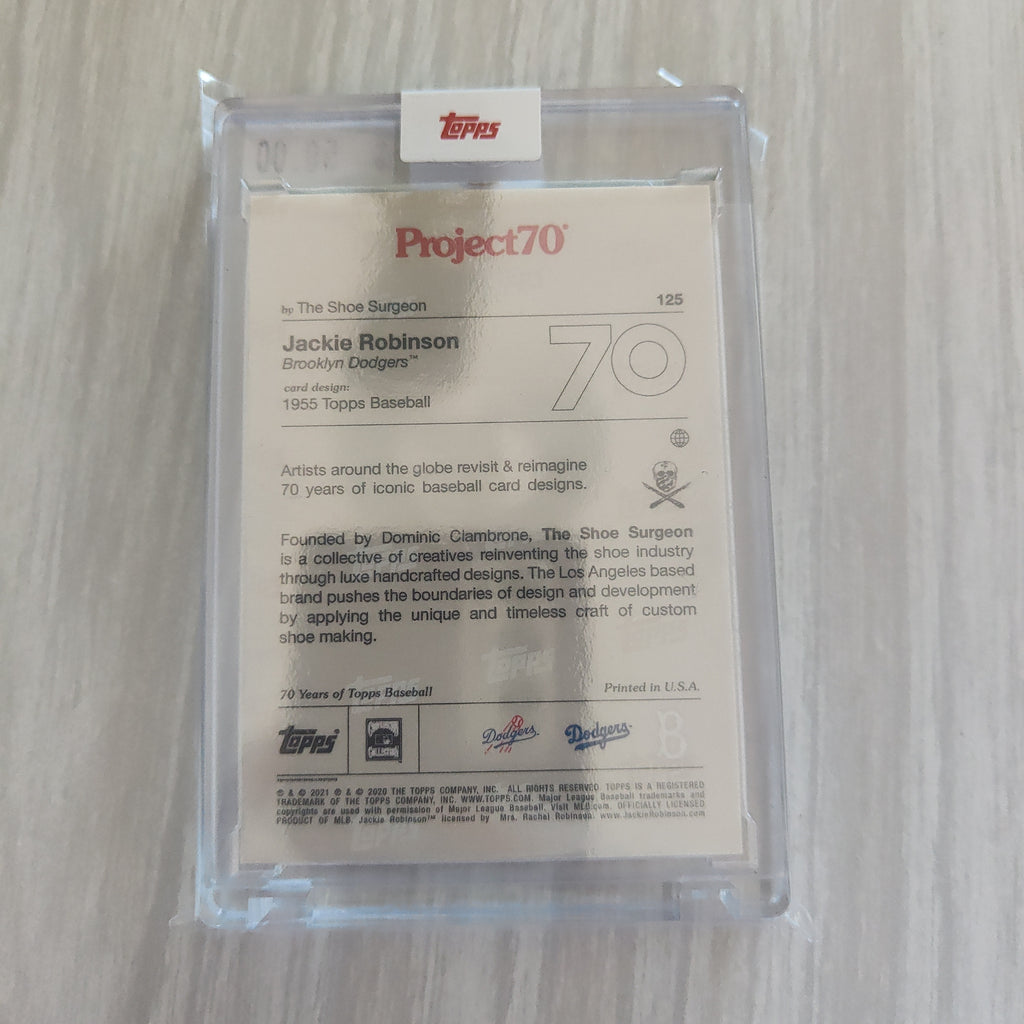 Topps
Project70
by The Shoe Surgeon
125
Jackie Robinson
Brooklyn Dodgers™
card design:
1955 Topps Baseball
70
Artists around the globe revisit & reimagine
70 years of iconic baseball card designs.
Founded by Dominic Ciambrone, The Shoe Surgeon
is a collective of creatives reinventing the shoe industry
through luxe handcrafted designs. The Los Angeles based
brand pushes the boundaries of design and development
by applying the unique and timeless craft of custom
shoe making.
70 Years of Topps Baseball
Printed in U.S.A.
Topps
Dodgers
Dodgers
B
® & © 2021 ® & © 2020 THE TOPPS COMPANY, INC. ALL RIGHTS RESERVED. TOPPS IS A REGISTERED
TRADEMARK OF THE TOPPS COMPANY, INC. WWW.TOPPS.COM. Major League Baseball trademarks and
copyrights are used with permission of Major League Baseball. Visit MLB.com. OFFICIALLY LICENSED
PRODUCT OF MLB. Jackie Robinson™ licensed by Mrs. Rachel Robinson. www.JackieRobinson.com